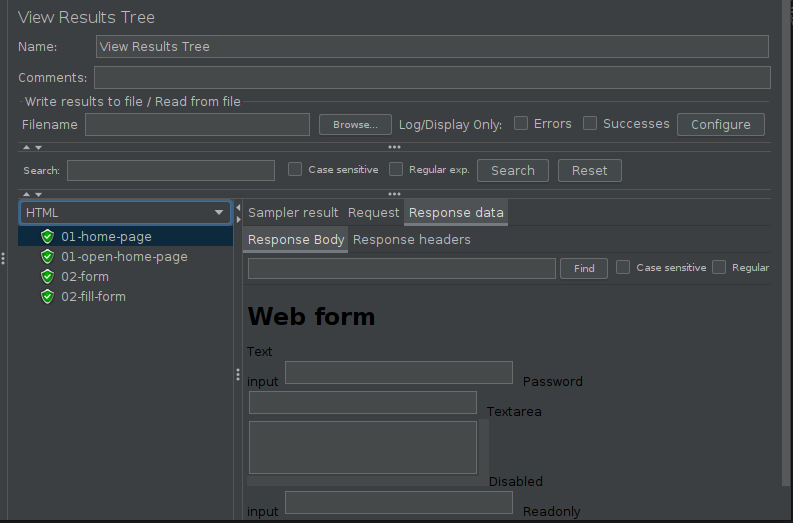 View Results Tree
Name: View Results Tree
Comments:
Write results to file / Read from file
Filename Browse... Log/Display Only: Errors Successes Configure
Search: Case sensitive Regular exp. Search Reset
HTML Sampler result Request Response data
01-home-page Response Body Response headers
01-open-home-page
02-form Find Case sensitive Regular
02-fill-form
Web form
Text
input Password
Textarea
Disabled
input Readonly